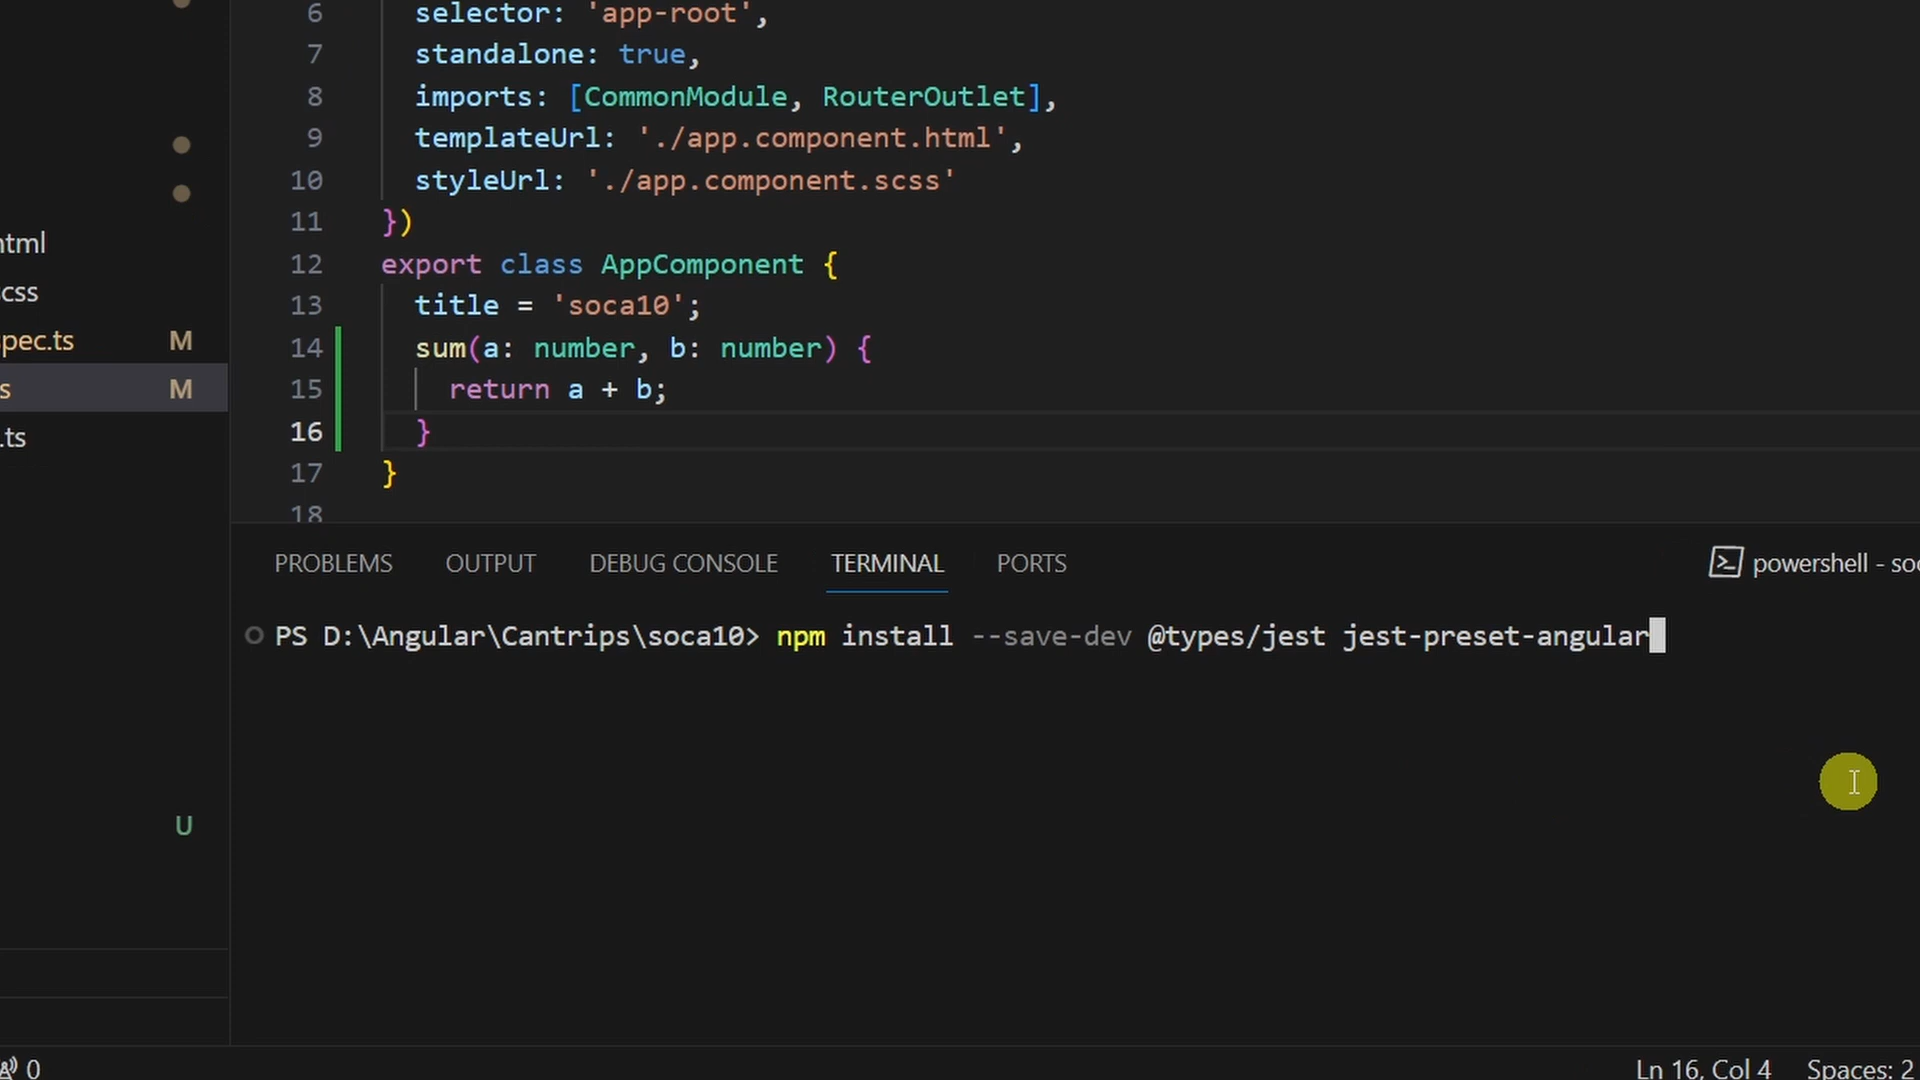 6 selector: 'app-root',
7 standalone: true,
8 imports: [CommonModule, RouterOutlet],
9 templateUrl: './app.component.html',
10 styleUrl: './app.component.scss'
11 })
12 export class AppComponent {
13 title = 'soca10';
14 sum(a: number, b: number) {
15 return a + b;
16 }
17 }
18
html
css
spec.ts M
s M
.ts
U
PROBLEMS OUTPUT DEBUG CONSOLE TERMINAL PORTS powershell - soc
PS D:\Angular\Cantrips\soca10> npm install --save-dev @types/jest jest-preset-angular
0 Ln 16, Col 4 Spaces: 2